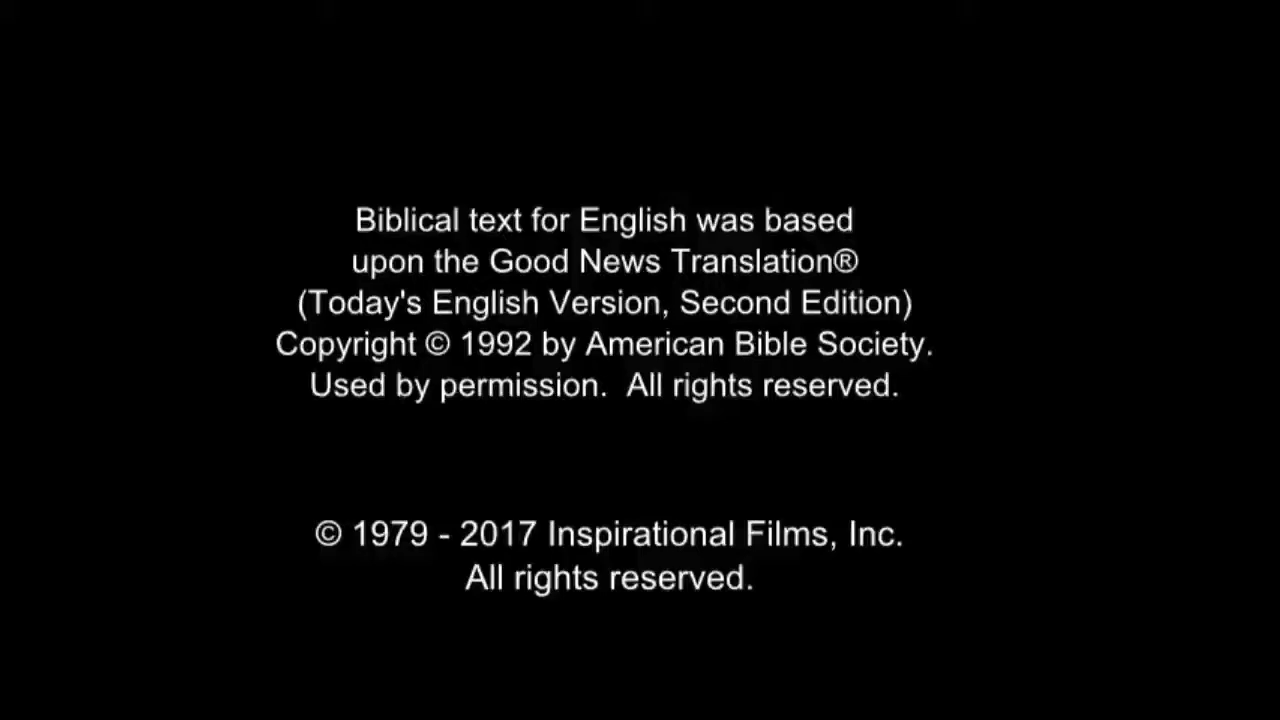 Biblical text for English was based
upon the Good News Translation®
(Today's English Version, Second Edition)
Copyright © 1992 by American Bible Society.
Used by permission.  All rights reserved.
© 1979 - 2017 Inspirational Films, Inc.
All rights reserved.